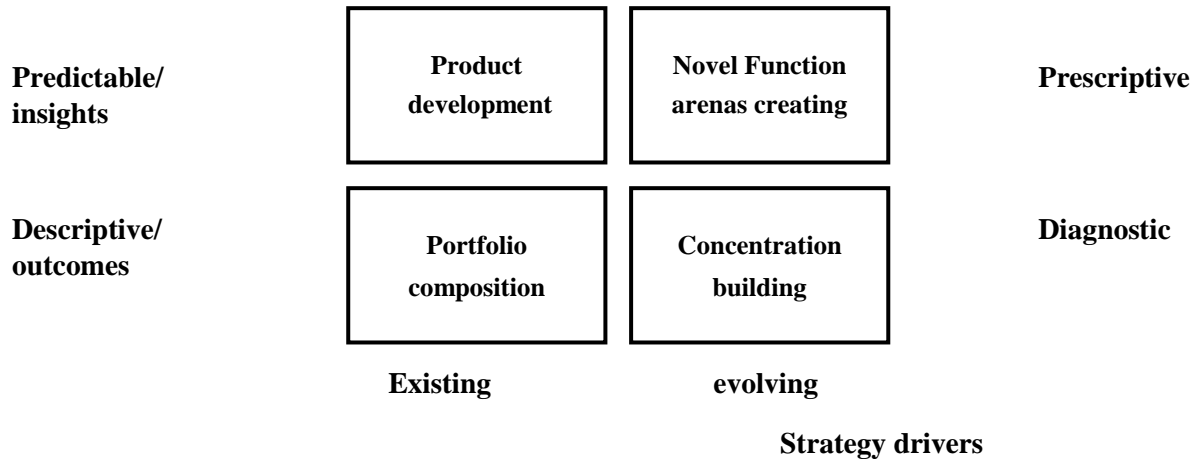 Predictable/
insights
Product
development
Novel Function
arenas creating
Prescriptive
Descriptive/
outcomes
Portfolio
composition
Concentration
building
Diagnostic
Existing
evolving
Strategy drivers